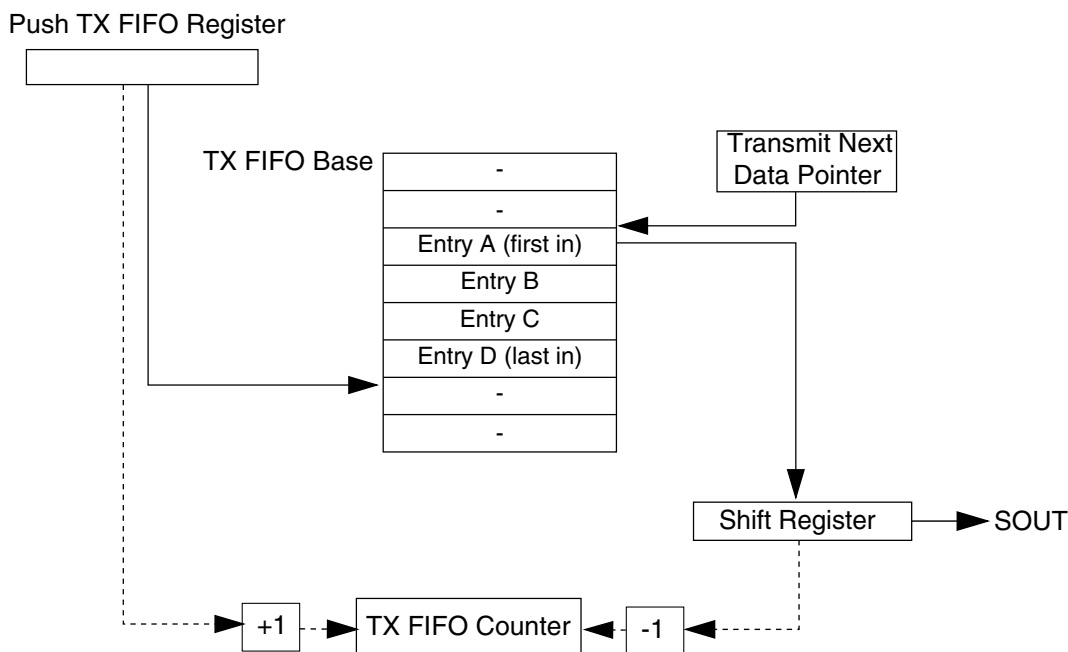 Push TX FIFO Register
TX FIFO Base
Transmit Next
Data Pointer
-
-
Entry A (first in)
Entry B
Entry C
Entry D (last in)
-
-
Shift Register
SOUT
+1
TX FIFO Counter
-1